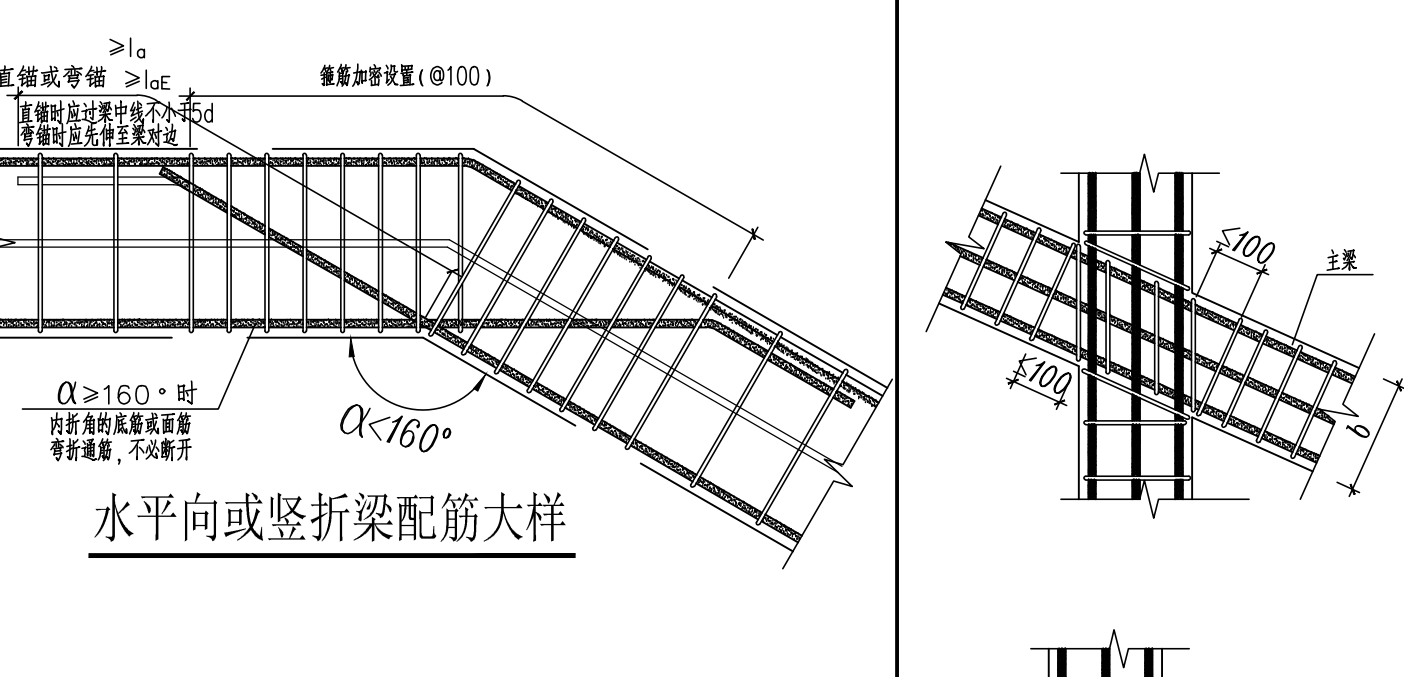 ≥la
直锚或弯锚 ≥laE
直锚时应过梁中线不小于5d
弯锚时应先伸至梁对边
箍筋加密设置(@100)
α≥160°时
内折角的底筋或面筋
弯折通筋,不必断开
α<160°
水平向或竖折梁配筋大样
≤100
主梁
≤100
b